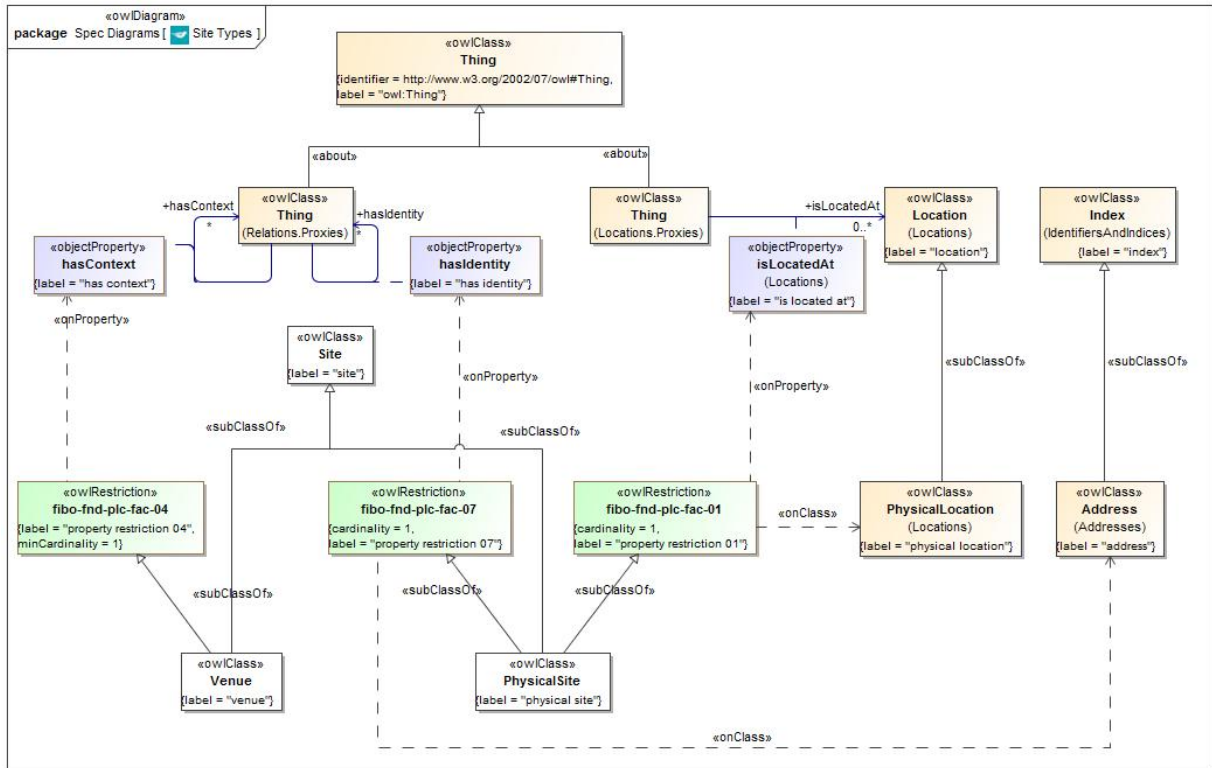 «owlDiagram»
package Spec Diagrams [ Site Types ]
«owlClass»
Thing
{identifier = http://www.w3.org/2002/07/owl#Thing,
label = "owl:Thing"}
«about»
«about»
+hasContext
*
«owlClass»
Thing
(Relations.Proxies)
+hasIdentity
*
«owlClass»
Thing
(Locations.Proxies)
+isLocatedAt
0..*
«owlClass»
Location
(Locations)
{label = "location"}
«owlClass»
Index
(IdentifiersAndIndices)
{label = "index"}
«objectProperty»
hasContext
{label = "has context"}
«objectProperty»
hasIdentity
{label = "has identity"}
«objectProperty»
isLocatedAt
(Locations)
{label = "is located at"}
«onProperty»
«owlClass»
Site
{label = "site"}
«onProperty»
«onProperty»
«subClassOf»
«subClassOf»
«subClassOf»
«subClassOf»
«owlRestriction»
fibo-fnd-plc-fac-04
{label = "property restriction 04",
minCardinality = 1}
«owlRestriction»
fibo-fnd-plc-fac-07
{cardinality = 1,
label = "property restriction 07"}
«owlRestriction»
fibo-fnd-plc-fac-01
{cardinality = 1,
label = "property restriction 01"}
«onClass»
«owlClass»
PhysicalLocation
(Locations)
{label = "physical location"}
«owlClass»
Address
(Addresses)
{label = "address"}
«subClassOf»
«subClassOf»
«subClassOf»
«owlClass»
Venue
{label = "venue"}
«owlClass»
PhysicalSite
{label = "physical site"}
«onClass»